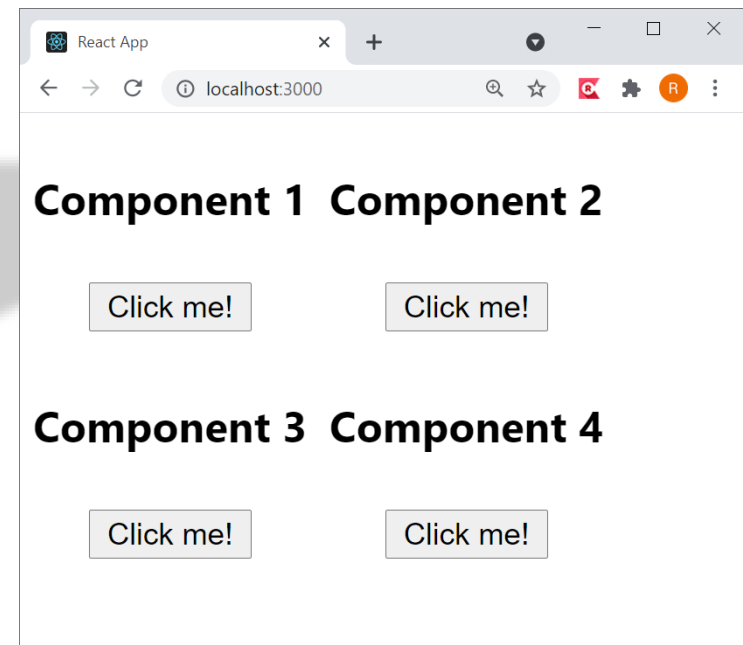 React App
localhost:3000
R
R
Component 1 Component 2
Click me! Click me!
Component 3 Component 4
Click me! Click me!